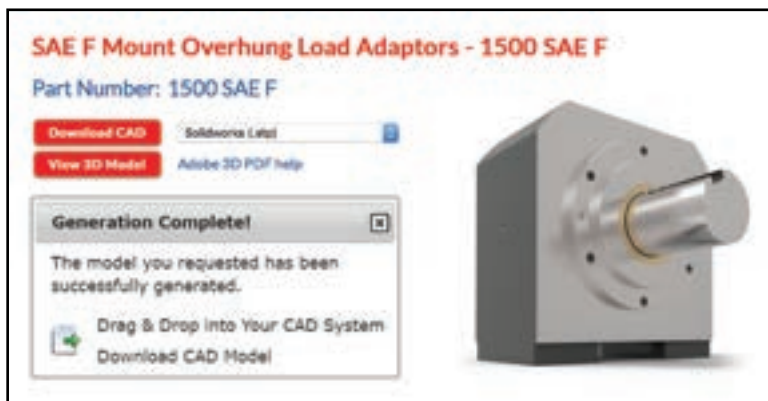 SAE F Mount Overhung Load Adaptors - 1500 SAE F
Part Number: 1500 SAE F
Download CAD
Solidworks (.stp)
View 3D Model
Adobe 3D PDF help
Generation Complete!
The model you requested has been
successfully generated.
Drag & Drop into Your CAD System
Download CAD Model